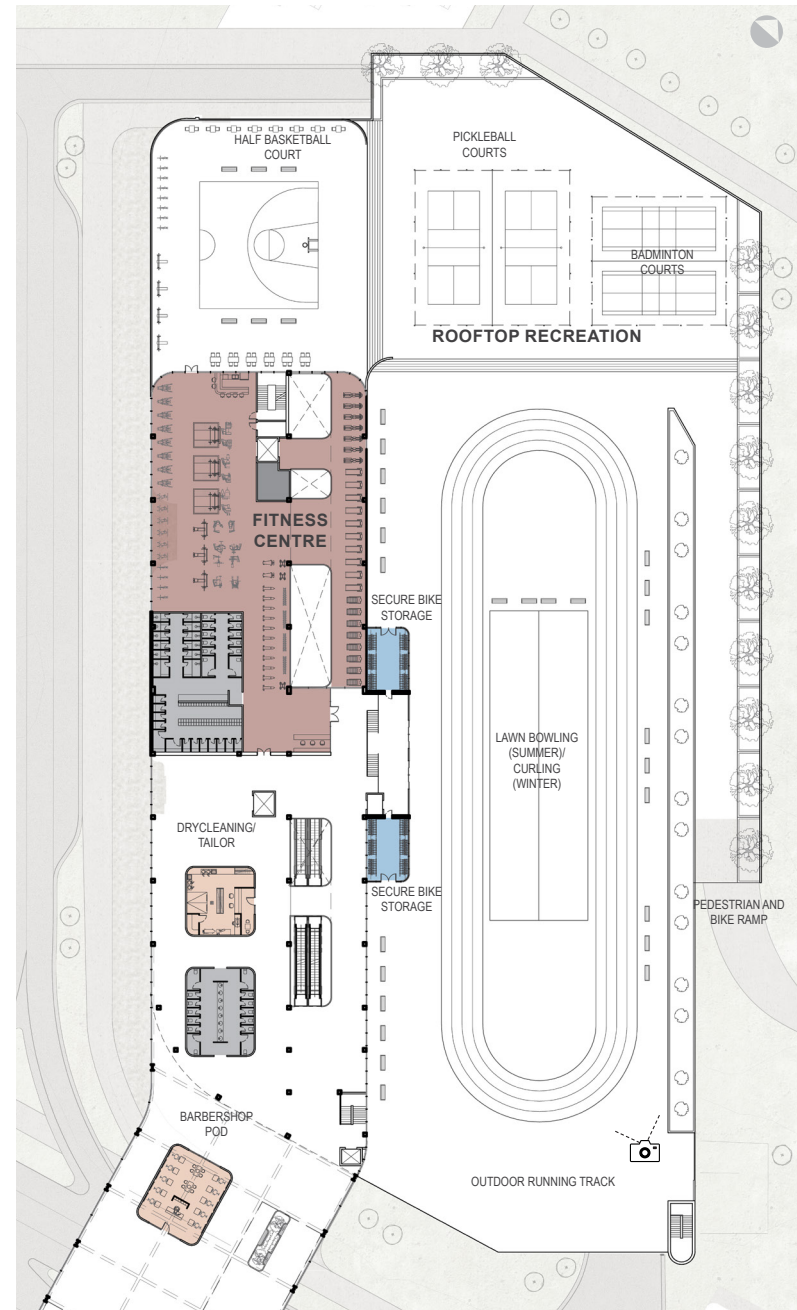 HALF BASKETBALL
COURT
PICKLEBALL
COURTS
BADMINTON
COURTS
ROOFTOP RECREATION
FITNESS
CENTRE
SECURE BIKE
STORAGE
LAWN BOWLING
(SUMMER)/
CURLING
(WINTER)
DRYCLEANING/
TAILOR
SECURE BIKE
STORAGE
PEDESTRIAN AND
BIKE RAMP
BARBERSHOP
POD
OUTDOOR RUNNING TRACK